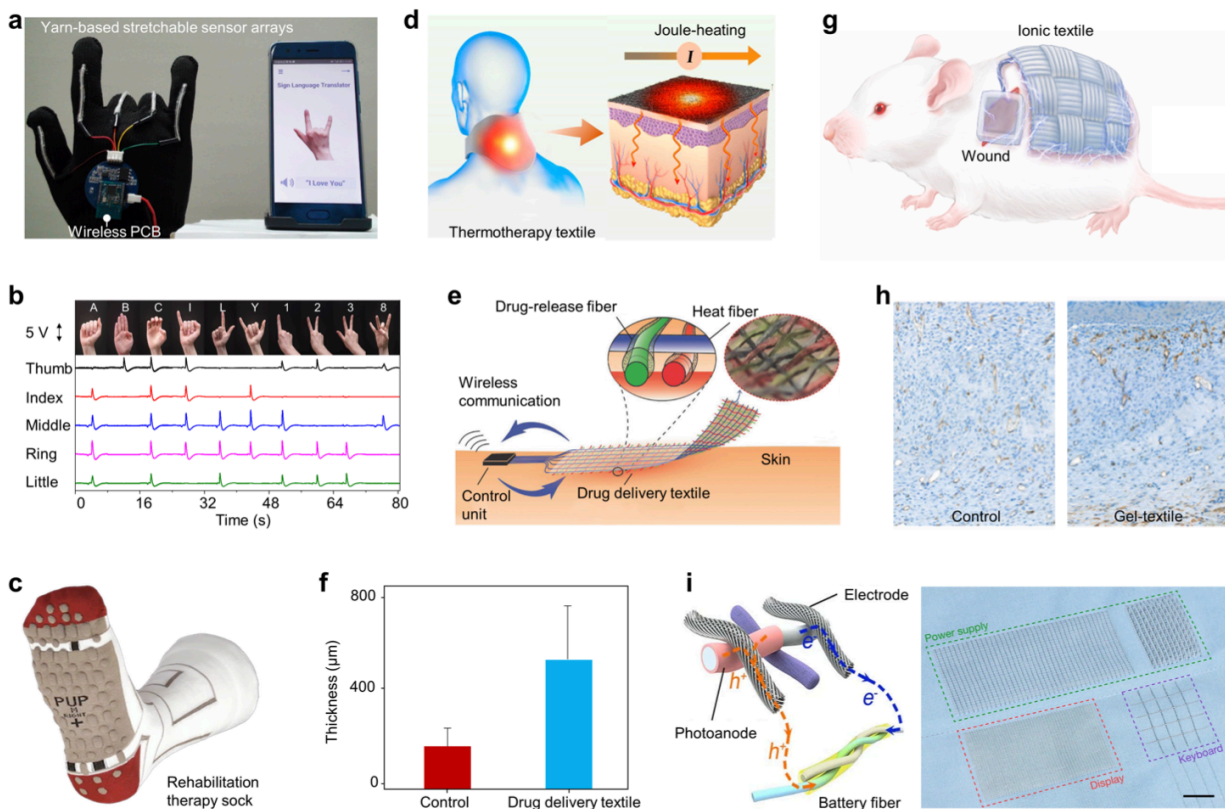 a
Yarn-based stretchable sensor arrays
Sign Language
Translator
"I Love You"
Wireless PCB
b
5 V
A B C I L Y 1 2 3 8
Thumb
Index
Middle
Ring
Little
0 16 32 48 64 80
Time (s)
c
PUP
Rehabilitation
therapy sock
d
Joule-heating
I
Thermotherapy textile
e
Drug-release fiber
Heat fiber
Wireless
communication
Skin
Control
unit
Drug delivery textile
f
Thickness (μm)
800
400
0
Control
Drug delivery textile
g
Ionic textile
Wound
h
Control
Gel-textile
i
Electrode
e-
h+
e-
Photoanode
h+
Battery fiber
Power supply
Display
Keyboard